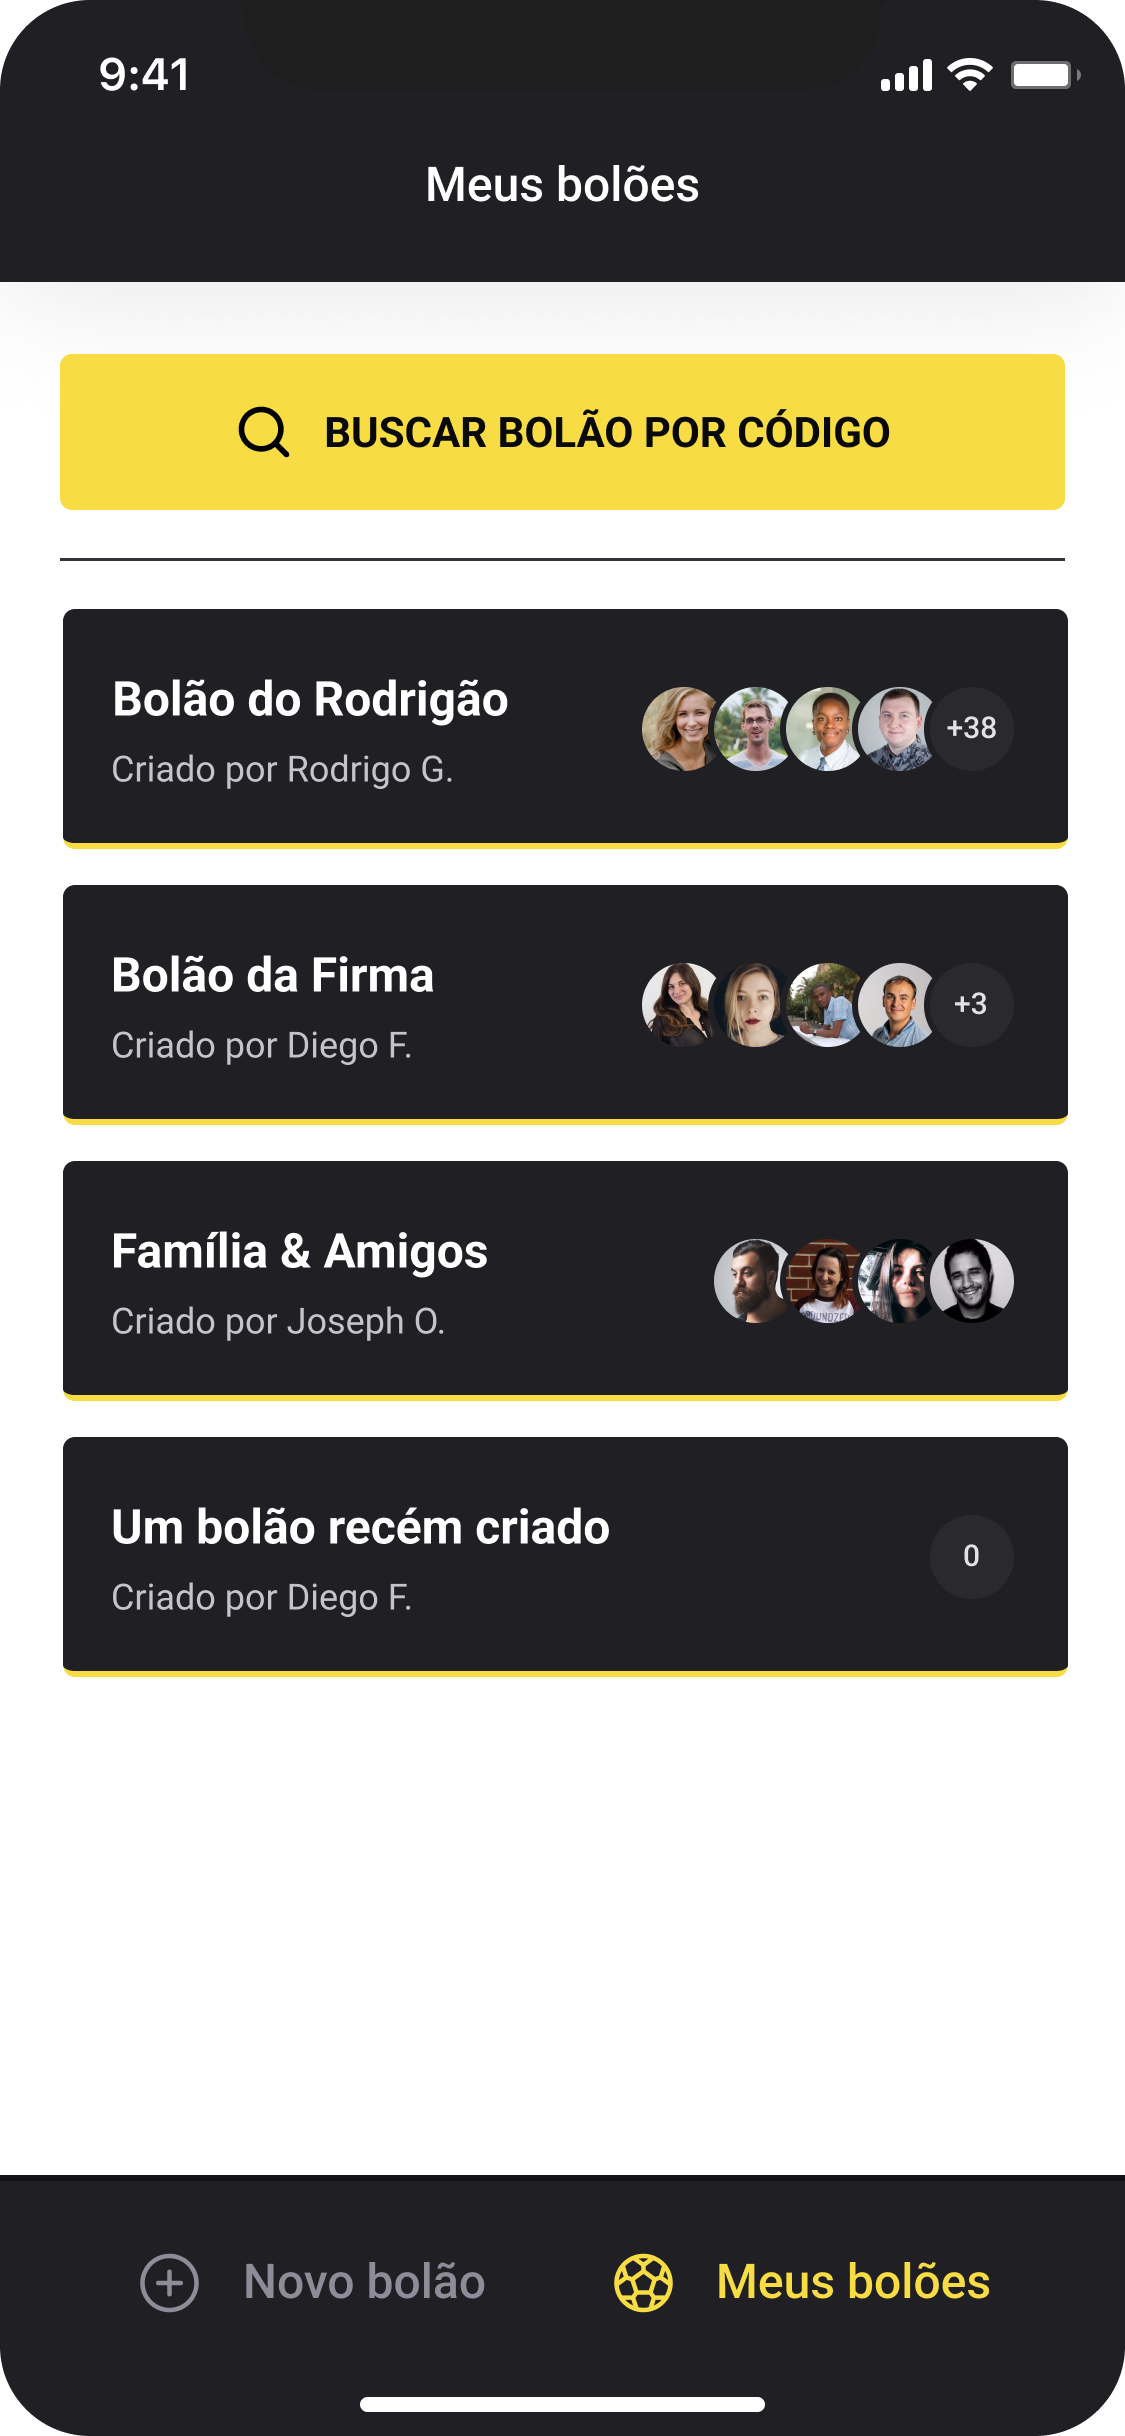 9:41
Meus bolões
BUSCAR BOLÃO POR CÓDIGO
Bolão do Rodrigão
Criado por Rodrigo G.
+38
Bolão da Firma
Criado por Diego F.
+3
Família & Amigos
Criado por Joseph O.
Um bolão recém criado
Criado por Diego F.
0
Novo bolão
Meus bolões